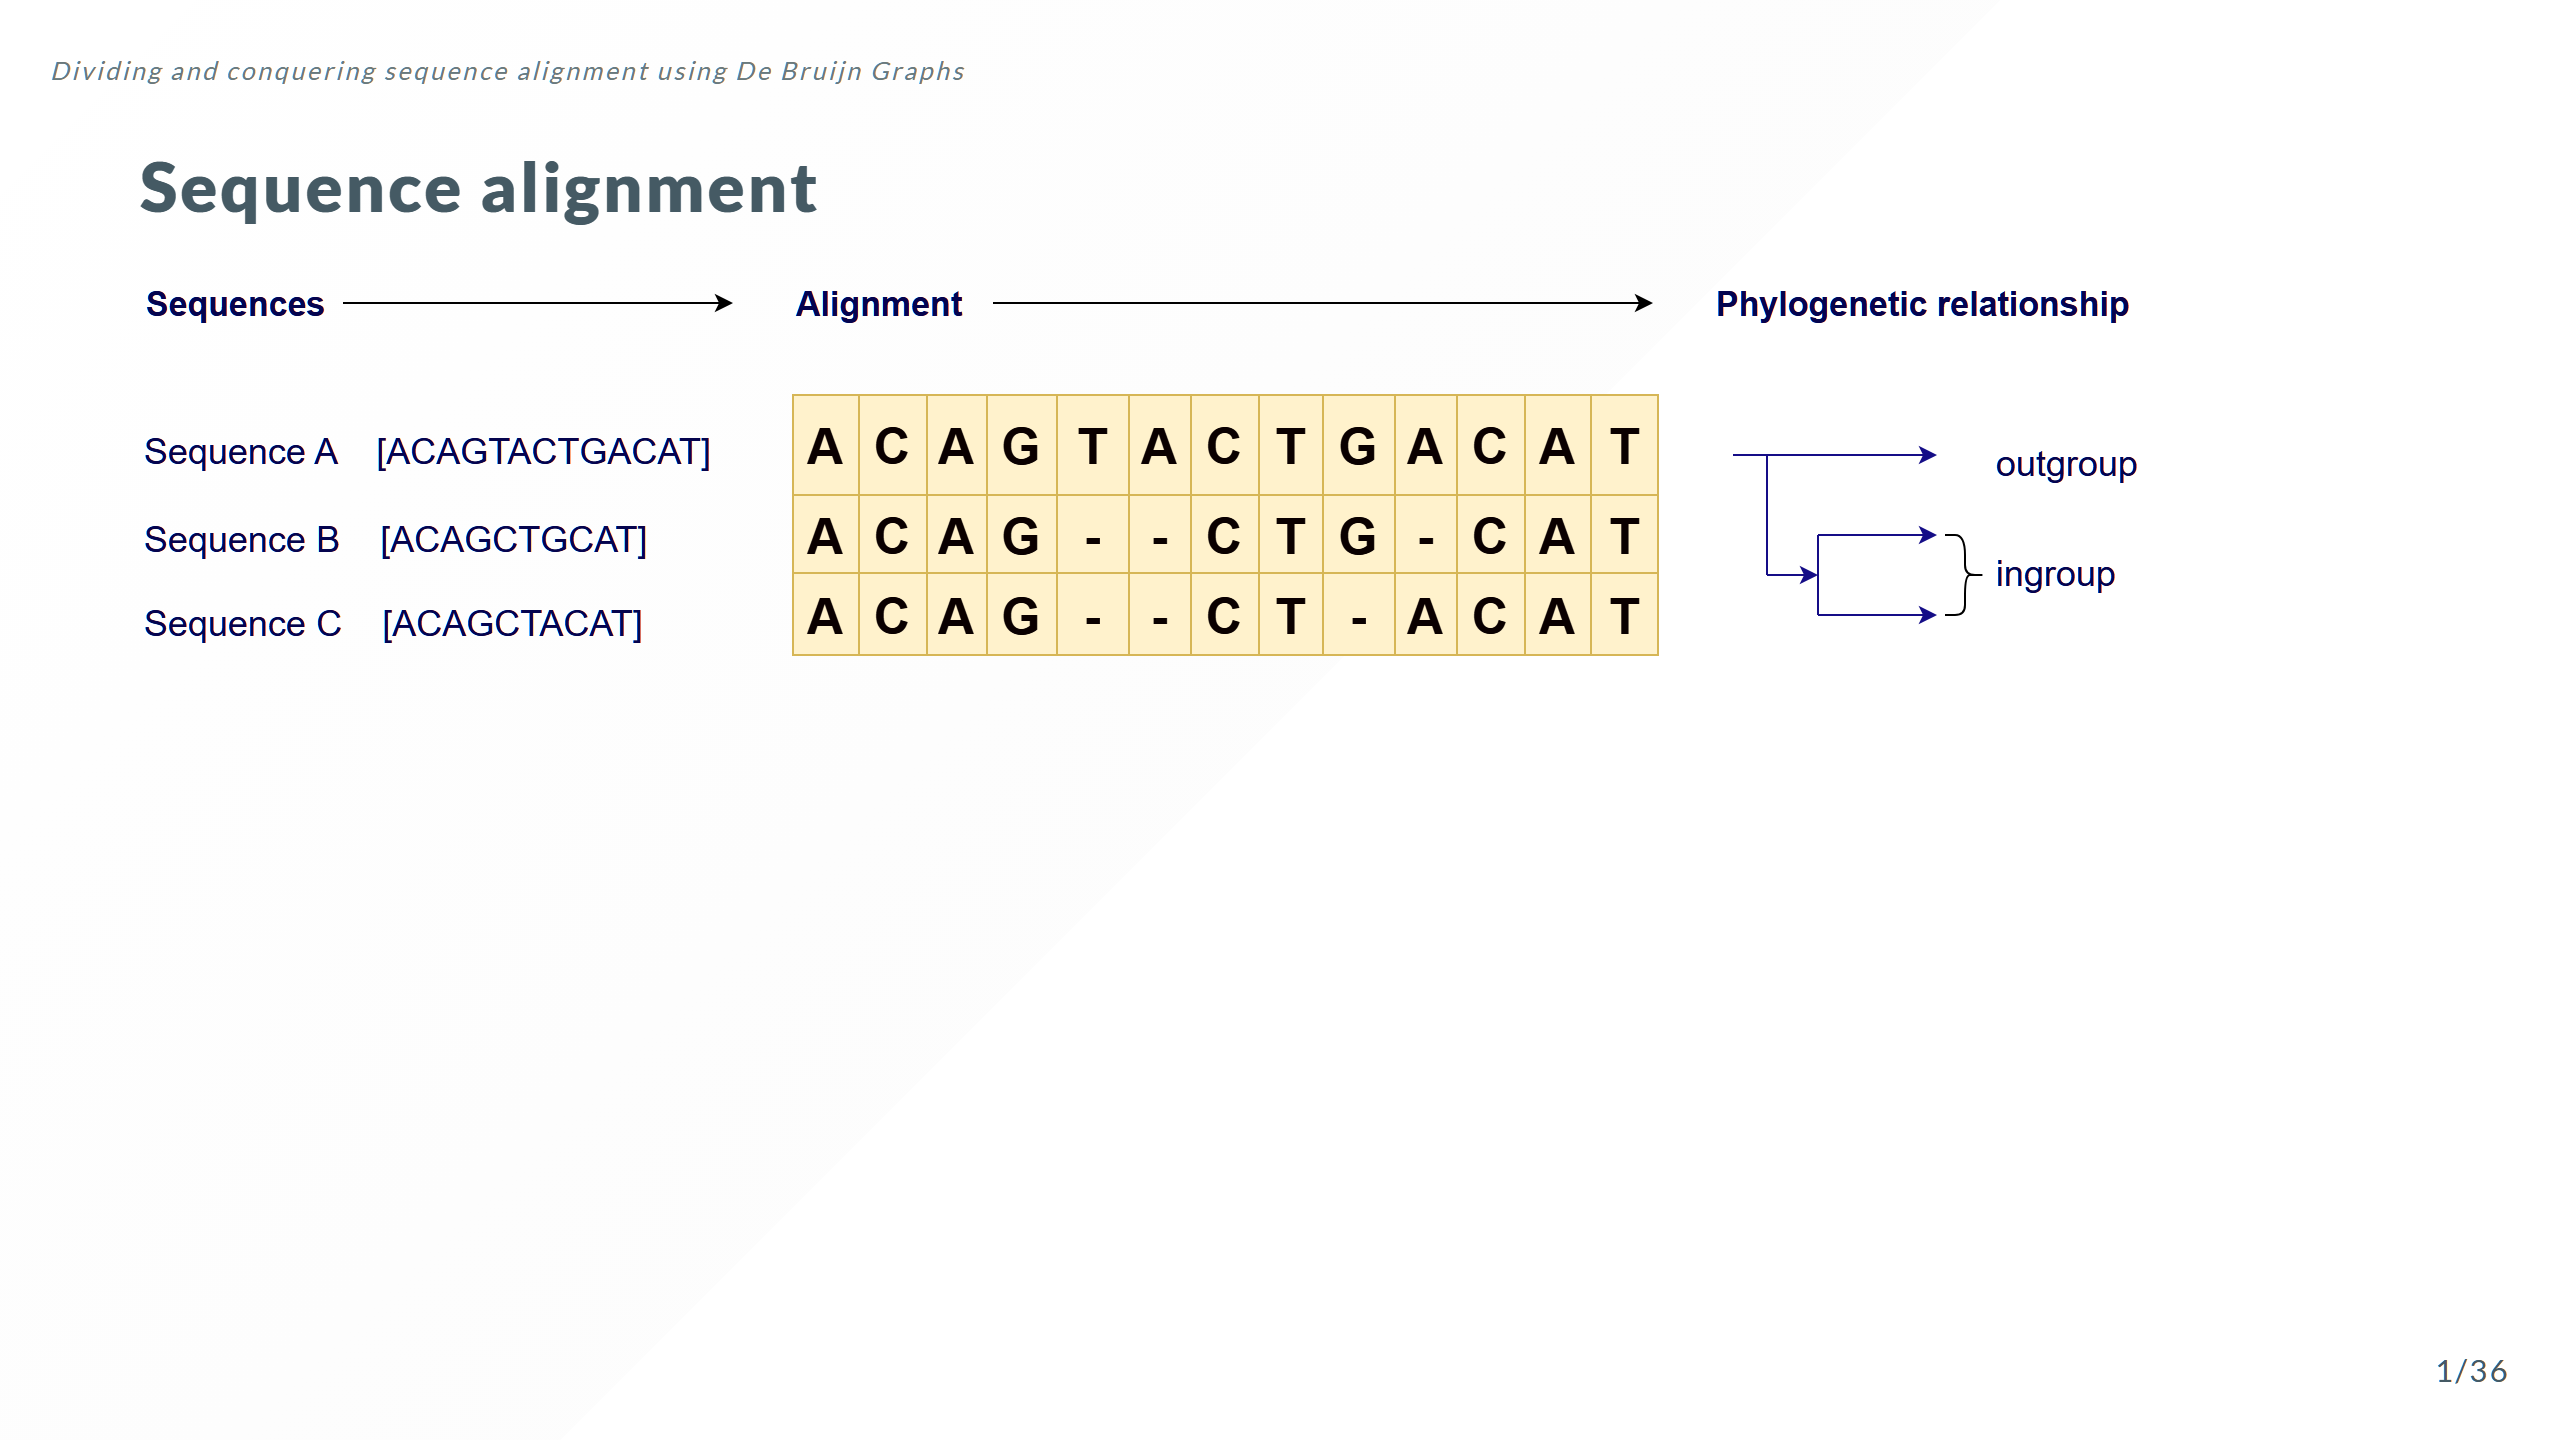 Dividing and conquering sequence alignment using De Bruijn Graphs
Sequence alignment
Sequences Alignment Phylogenetic relationship
Sequence A [ACAGTACTGACAT] A C A G T A C T G A C A T outgroup
Sequence B [ACAGCTGCAT] A C A G - - C T G - C A T
ingroup
Sequence C [ACAGCTACAT] A C A G - - C T - A C A T
1/36